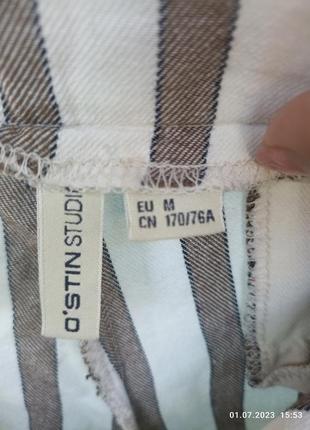 O'STIN STUDIO
EU M
CN 170/76A
01.07.2023 15:53